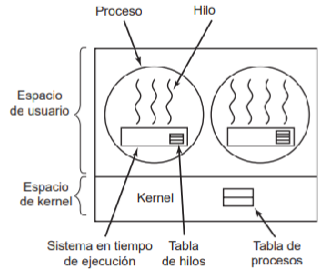 Proceso
Hilo
Espacio
de usuario
Espacio
de kernel
Kernel
Sistema en tiempo
de ejecución
Tabla
de hilos
Tabla de
procesos